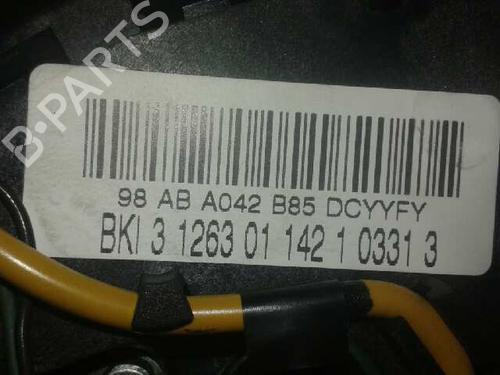 B-PARTS
98 AB A042 B85 DCYYFY
BKI 3 1263 01 142 1 0331 3